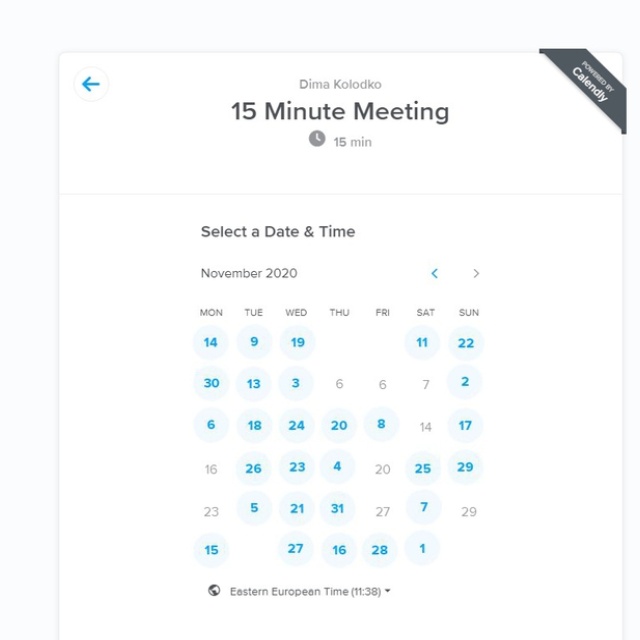 POWERED BY
Calendly
Dima Kolodko
15 Minute Meeting
15 min
Select a Date & Time
November 2020
MON TUE WED THU FRI SAT SUN
14 9 19 11 22
30 13 3 6 6 7 2
6 18 24 20 8 14 17
16 26 23 4 20 25 29
23 5 21 31 27 7 29
15 27 16 28 1
Eastern European Time (11:38)